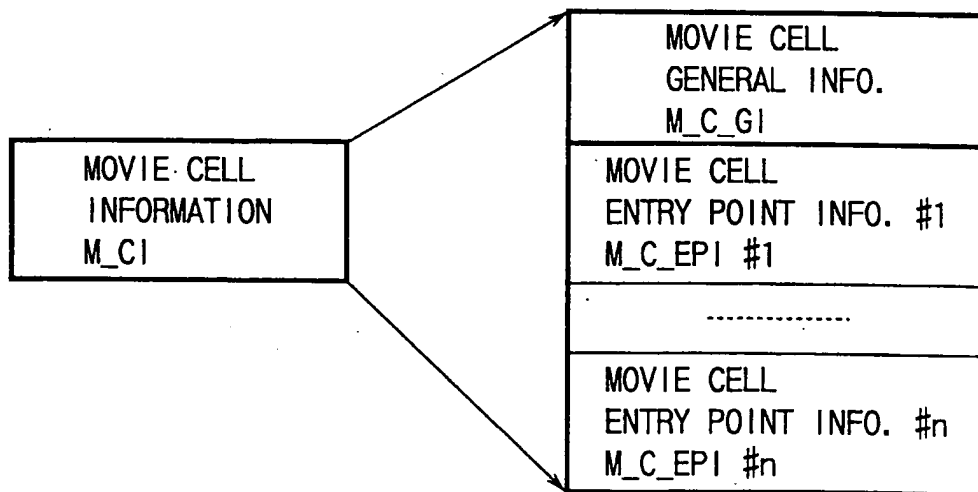 MOVIE CELL
INFORMATION
M_CI
MOVIE CELL
GENERAL INFO.
M_C_GI
MOVIE CELL
ENTRY POINT INFO. #1
M_C_EPI #1
MOVIE CELL
ENTRY POINT INFO. #n
M_C_EPI #n